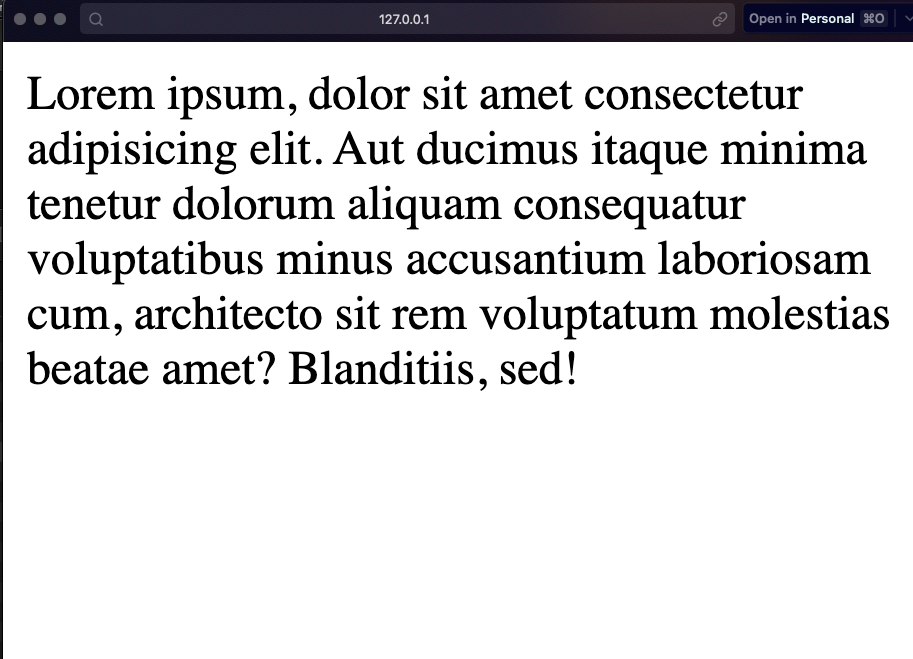 127.0.0.1
Open in Personal ⌘O
Lorem ipsum, dolor sit amet consectetur
adipisicing elit. Aut ducimus itaque minima
tenetur dolorum aliquam consequatur
voluptatibus minus accusantium laboriosam
cum, architecto sit rem voluptatum molestias
beatae amet? Blanditiis, sed!